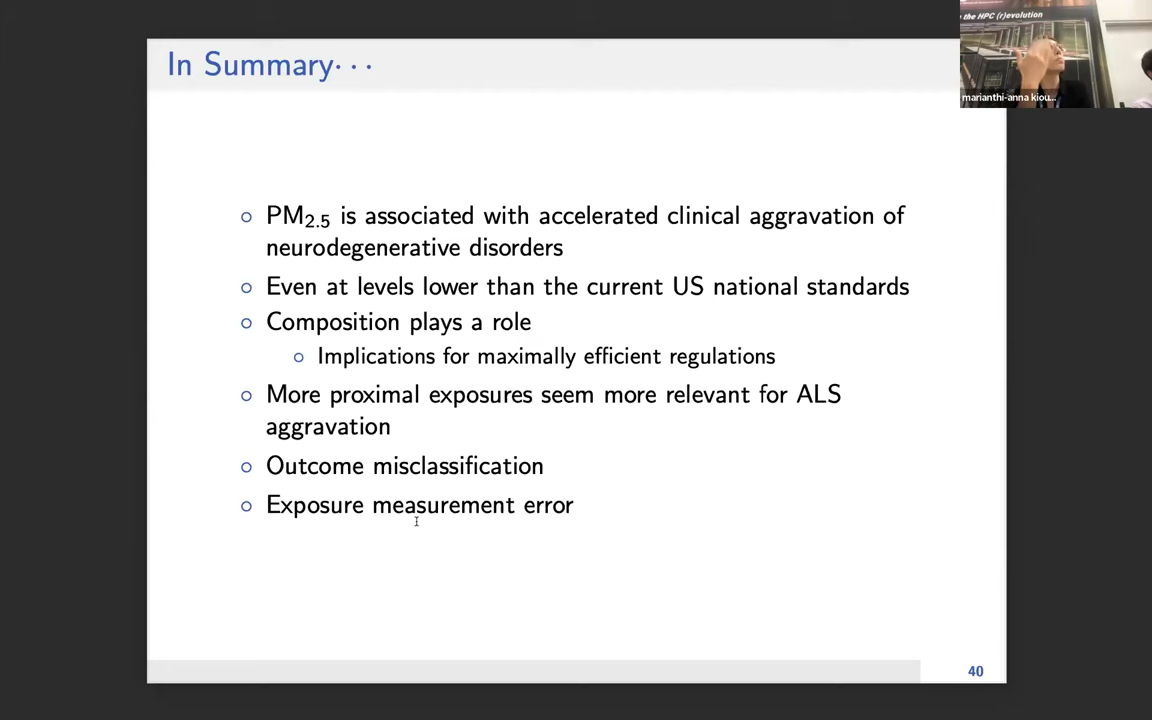 In Summary···
the HPC (r)evolution
marianthi-anna kiou...
○ PM2.5 is associated with accelerated clinical aggravation of
neurodegenerative disorders
○ Even at levels lower than the current US national standards
○ Composition plays a role
○ Implications for maximally efficient regulations
○ More proximal exposures seem more relevant for ALS
aggravation
○ Outcome misclassification
○ Exposure measurement error
40